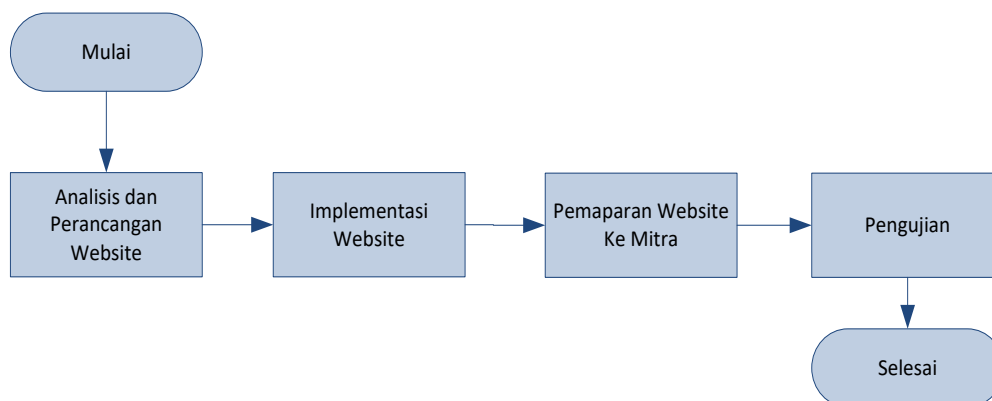 Mulai
Analisis dan
Perancangan
Website
Implementasi
Website
Pemaparan Website
Ke Mitra
Pengujian
Selesai